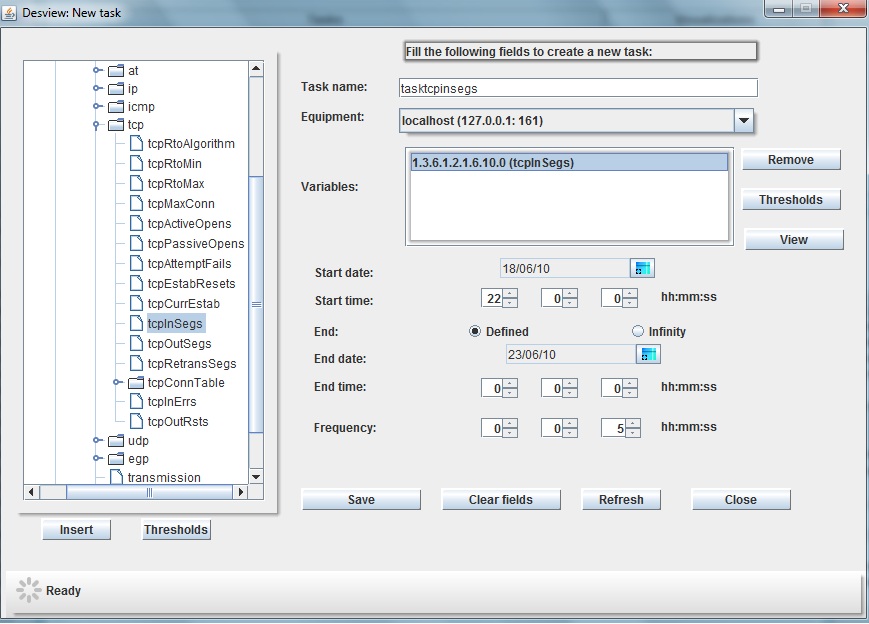 Desview: New task
at
ip
icmp
tcp
tcpRtoAlgorithm
tcpRtoMin
tcpRtoMax
tcpMaxConn
tcpActiveOpens
tcpPassiveOpens
tcpAttemptFails
tcpEstabResets
tcpCurrEstab
tcpInSegs
tcpOutSegs
tcpRetransSegs
tcpConnTable
tcpInErrs
tcpOutRsts
udp
egp
transmission
Insert Thresholds
Fill the following fields to create a new task:
Task name: tasktcpinsegs
Equipment: localhost (127.0.0.1: 161)
Variables: 1.3.6.1.2.1.6.10.0 (tcpInSegs)
Remove
Thresholds
View
Start date: 18/06/10
Start time: 22 0 0 hh:mm:ss
End: Defined Infinity
End date: 23/06/10
End time: 0 0 0 hh:mm:ss
Frequency: 0 0 5 hh:mm:ss
Save Clear fields Refresh Close
Ready